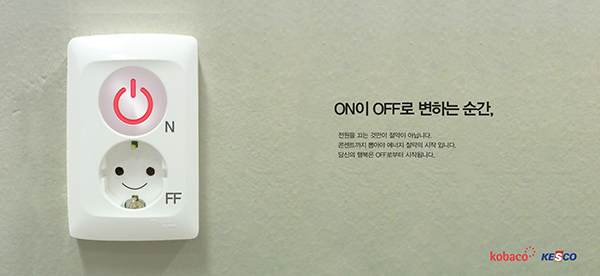 N
FF
ON이 OFF로 변하는 순간,
전원을 끄는 것만이 절약이 아닙니다.
콘센트까지 뽑아야 에너지 절약의 시작 입니다.
당신의 행복은 OFF로부터 시작됩니다.
kobaco KESCO